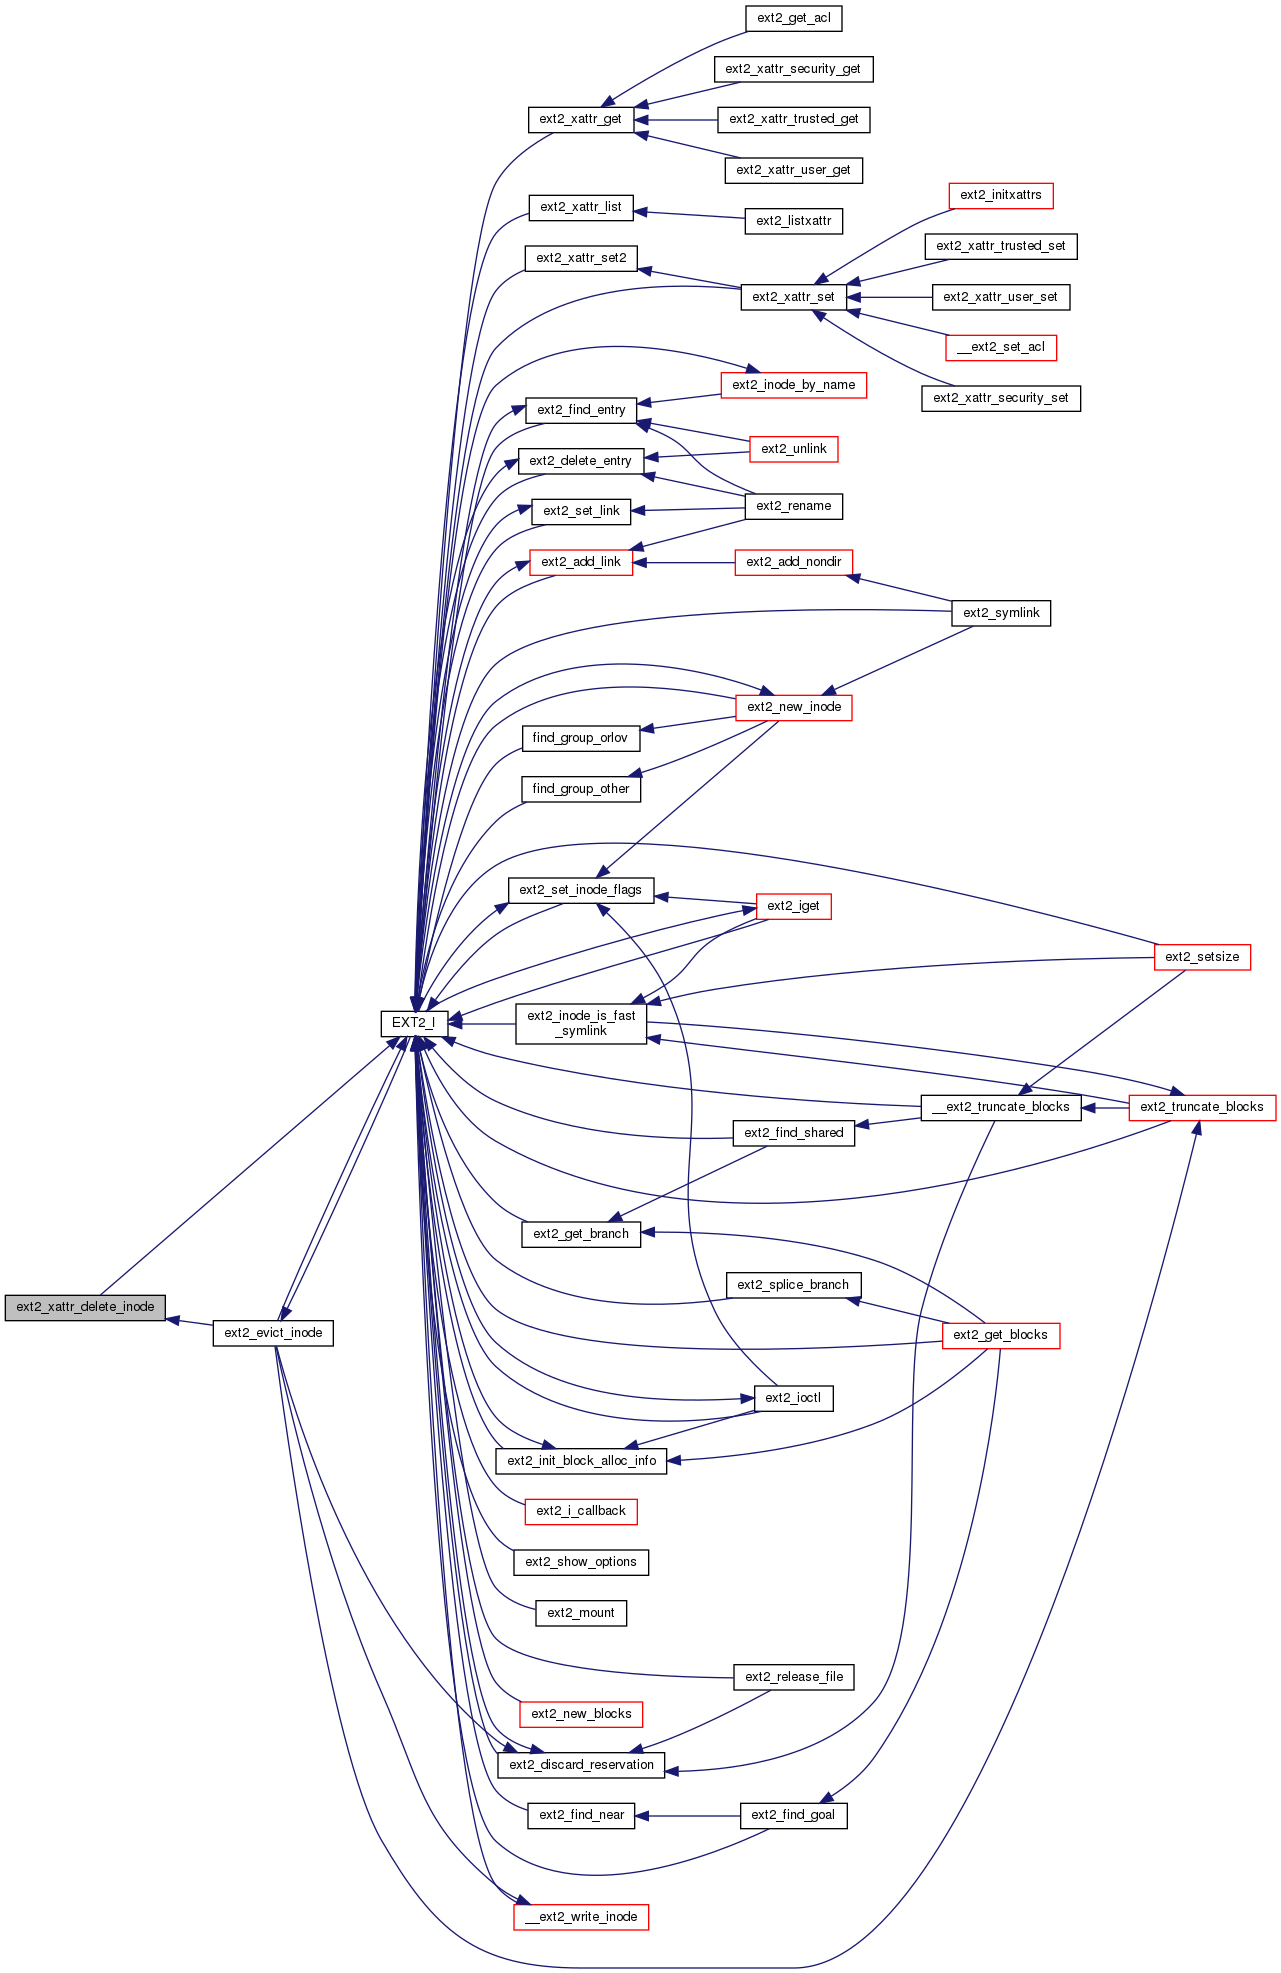 ext2_get_acl
ext2_xattr_security_get
ext2_xattr_get
ext2_xattr_trusted_get
ext2_xattr_user_get
ext2_initxattrs
ext2_xattr_list
ext2_listxattr
ext2_xattr_trusted_set
ext2_xattr_set2
ext2_xattr_set
ext2_xattr_user_set
__ext2_set_acl
ext2_inode_by_name
ext2_xattr_security_set
ext2_find_entry
ext2_unlink
ext2_delete_entry
ext2_rename
ext2_set_link
ext2_add_link
ext2_add_nondir
ext2_symlink
ext2_new_inode
find_group_orlov
find_group_other
ext2_set_inode_flags
ext2_iget
ext2_setsize
EXT2_I
ext2_inode_is_fast
_symlink
__ext2_truncate_blocks
ext2_truncate_blocks
ext2_find_shared
ext2_get_branch
ext2_splice_branch
ext2_xattr_delete_inode
ext2_evict_inode
ext2_get_blocks
ext2_ioctl
ext2_init_block_alloc_info
ext2_i_callback
ext2_show_options
ext2_mount
ext2_release_file
ext2_new_blocks
ext2_discard_reservation
ext2_find_near
ext2_find_goal
__ext2_write_inode